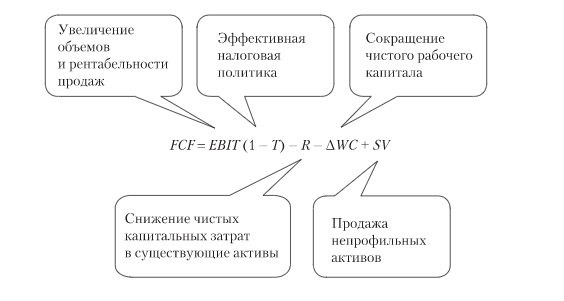 Увеличение
объемов
и рентабельности
продаж
Эффективная
налоговая
политика
Сокращение
чистого рабочего
капитала
FCF = EBIT (1 – T) – R – ΔWC + SV
Снижение чистых
капитальных затрат
в существующие активы
Продажа
непрофильных
активов